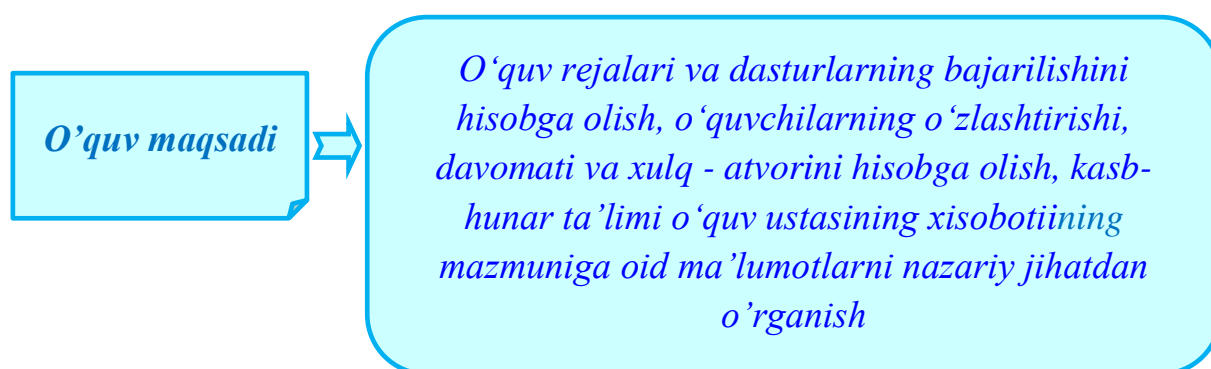 O’quv maqsadi
O‘quv rejalari va dasturlarning bajarilishini
hisobga olish, o‘quvchilarning o‘zlashtirishi,
davomati va xulq - atvorini hisobga olish, kasb-
hunar ta’limi o‘quv ustasining xisobotiining
mazmuniga oid ma’lumotlarni nazariy jihatdan
o’rganish